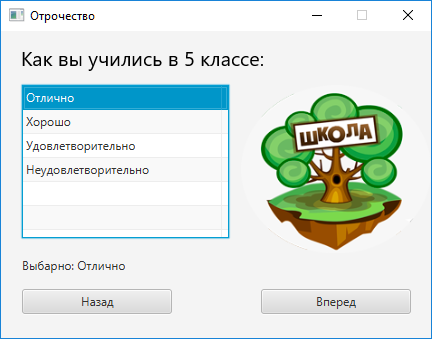 Отрочество
Как вы учились в 5 классе:
Отлично
Хорошо
Удовлетворительно
Неудовлетворительно
ШКОЛА
Выбарно: Отлично
Назад
Вперед